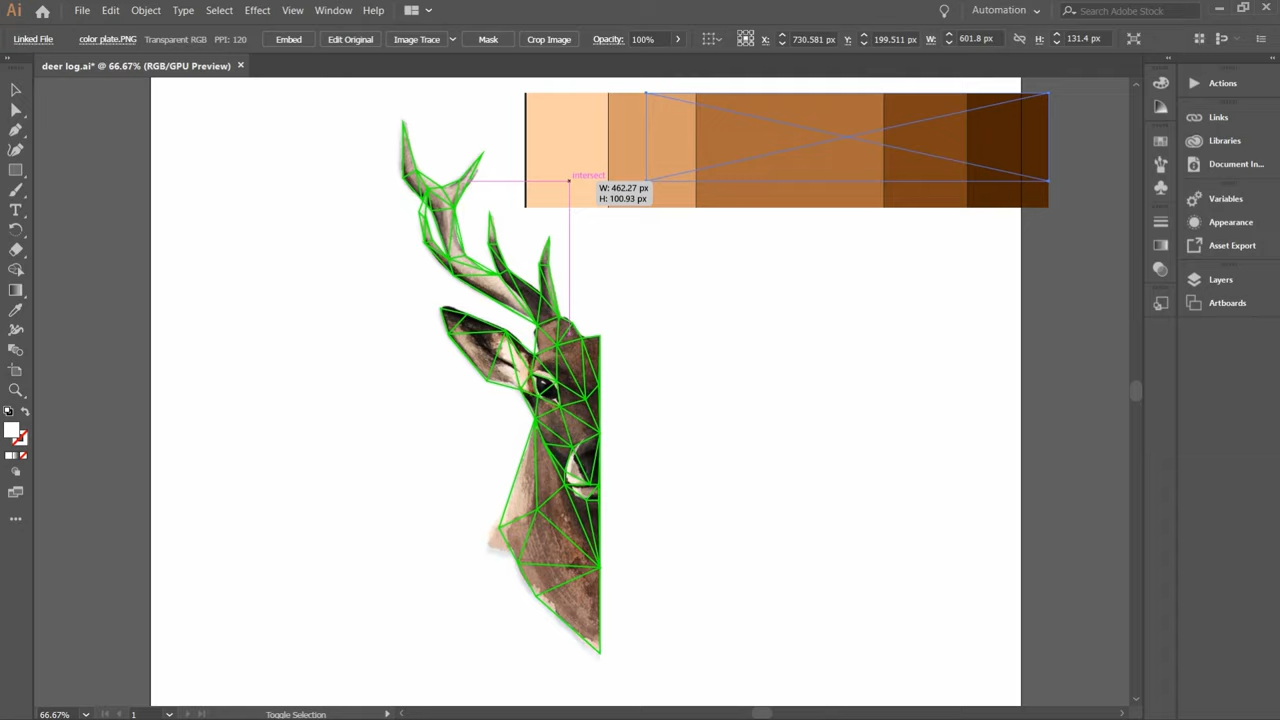 Ai File Edit Object Type Select Effect View Window Help Automation Search Adobe Stock
Linked File color plate.PNG Transparent RGB PPI: 120 Embed Edit Original Image Trace Mask Crop Image Opacity: 100% X: 730.581 px Y: 199.511 px W: 601.8 px H: 131.4 px
deer log.ai* @ 66.67% (RGB/GPU Preview) ×
Actions
Links
Libraries
Document In...
Variables
Appearance
Asset Export
Layers
Artboards
intersect
W: 462.27 px
H: 100.93 px
66.67% 1 Toggle Selection